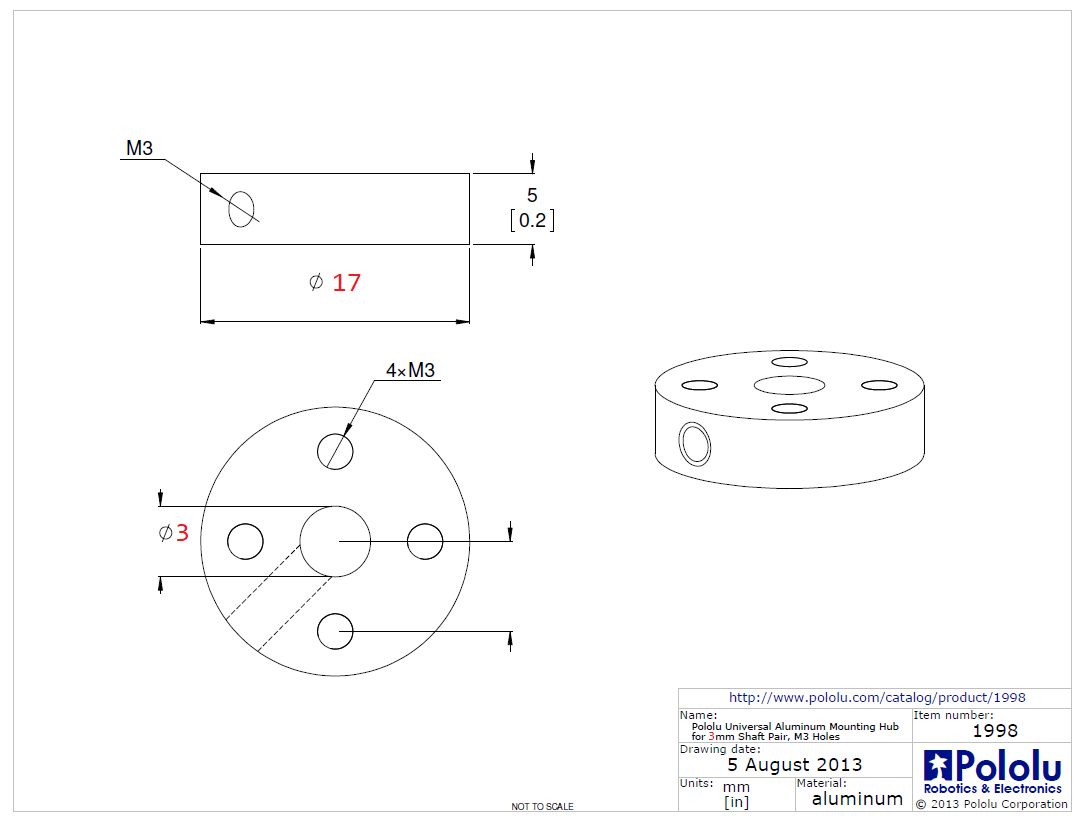 M3
5
[0.2]
⌀ 17
4×M3
⌀3
http://www.pololu.com/catalog/product/1998
Name:
Pololu Universal Aluminum Mounting Hub
for 3mm Shaft Pair, M3 Holes
Item number:
1998
Drawing date:
5 August 2013
Units: mm
[in]
Material:
aluminum
Pololu
Robotics & Electronics
© 2013 Pololu Corporation
NOT TO SCALE